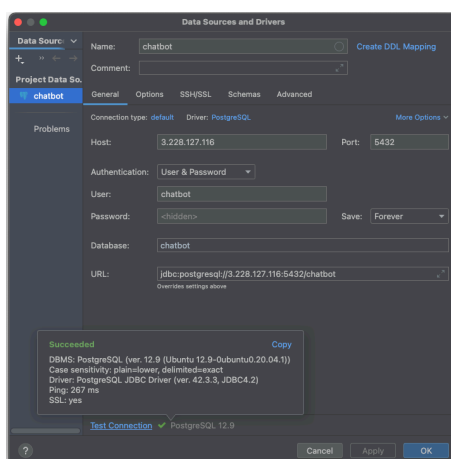 Data Sources and Drivers
Data Sourc
Name: chatbot Create DDL Mapping
Comment:
Project Data So.
chatbot
Problems
General Options SSH/SSL Schemas Advanced
Connection type: default Driver: PostgreSQL More Options
Host: 3.228.127.116 Port: 5432
Authentication: User & Password
User: chatbot
Password: <hidden> Save: Forever
Database: chatbot
URL: jdbc:postgresql://3.228.127.116:5432/chatbot
Overrides settings above
Succeeded Copy
DBMS: PostgreSQL (ver. 12.9 (Ubuntu 12.9-0ubuntu0.20.04.1))
Case sensitivity: plain=lower, delimited=exact
Driver: PostgreSQL JDBC Driver (ver. 42.3.3, JDBC4.2)
Ping: 267 ms
SSL: yes
Test Connection PostgreSQL 12.9
? Cancel Apply OK